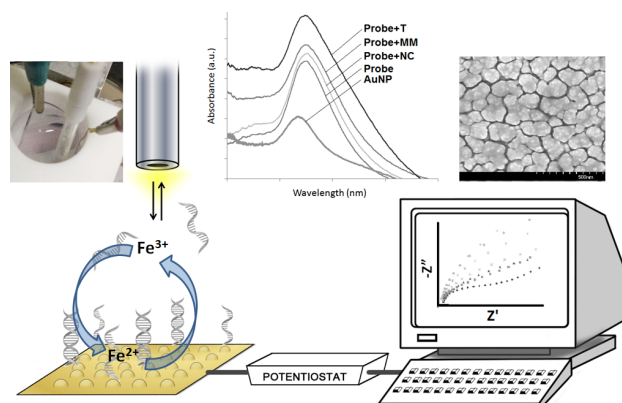 Probe+T
Probe+MM
Probe+NC
Probe
AuNP
Absorbance (a.u.)
Wavelength (nm)
500nm
Fe3+
Fe2+
-Z"
Z'
POTENTIOSTAT